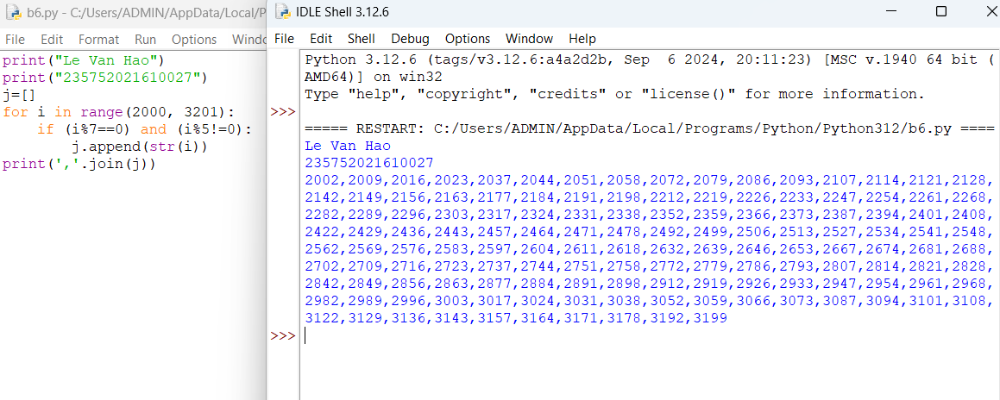 b6.py - C:/Users/ADMIN/AppData/Local/P
File Edit Format Run Options Windo
print("Le Van Hao")
print("235752021610027")
j=[]
for i in range(2000, 3201):
    if (i%7==0) and (i%5!=0):
        j.append(str(i))
print(','.join(j))
IDLE Shell 3.12.6
File Edit Shell Debug Options Window Help
Python 3.12.6 (tags/v3.12.6:a4a2d2b, Sep  6 2024, 20:11:23) [MSC v.1940 64 bit (
AMD64)] on win32
Type "help", "copyright", "credits" or "license()" for more information.
>>>
===== RESTART: C:/Users/ADMIN/AppData/Local/Programs/Python/Python312/b6.py ====
Le Van Hao
235752021610027
2002,2009,2016,2023,2037,2044,2051,2058,2072,2079,2086,2093,2107,2114,2121,2128,
2142,2149,2156,2163,2177,2184,2191,2198,2212,2219,2226,2233,2247,2254,2261,2268,
2282,2289,2296,2303,2317,2324,2331,2338,2352,2359,2366,2373,2387,2394,2401,2408,
2422,2429,2436,2443,2457,2464,2471,2478,2492,2499,2506,2513,2527,2534,2541,2548,
2562,2569,2576,2583,2597,2604,2611,2618,2632,2639,2646,2653,2667,2674,2681,2688,
2702,2709,2716,2723,2737,2744,2751,2758,2772,2779,2786,2793,2807,2814,2821,2828,
2842,2849,2856,2863,2877,2884,2891,2898,2912,2919,2926,2933,2947,2954,2961,2968,
2982,2989,2996,3003,3017,3024,3031,3038,3052,3059,3066,3073,3087,3094,3101,3108,
3122,3129,3136,3143,3157,3164,3171,3178,3192,3199
>>>